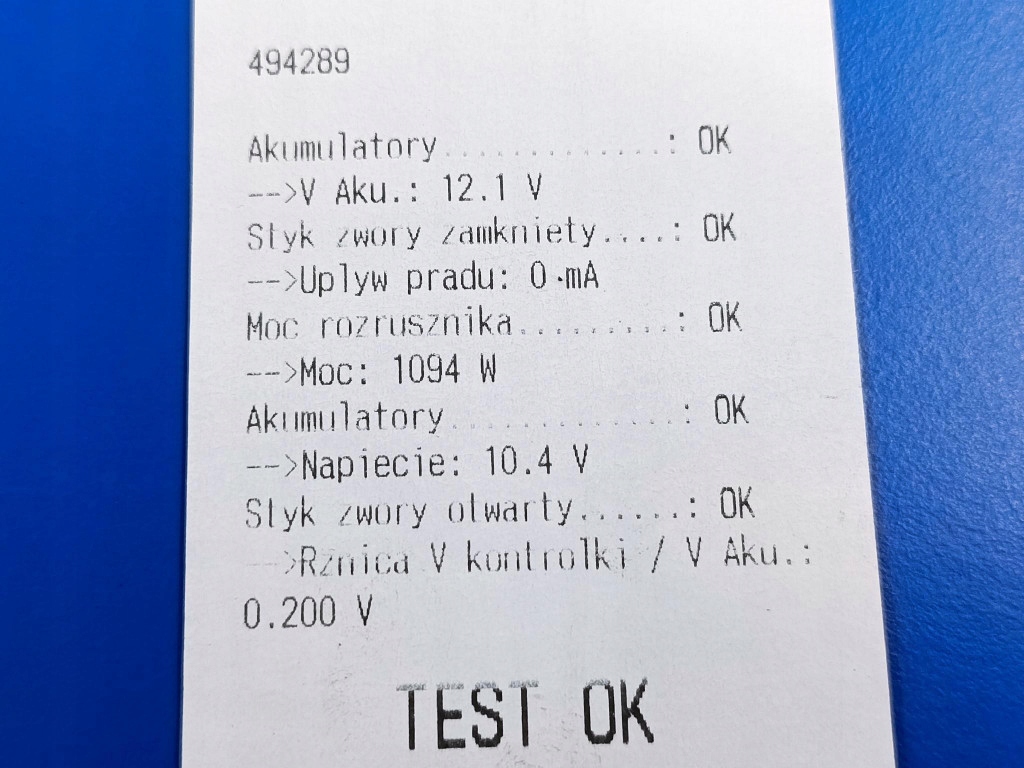 494289
Akumulatory.............: OK
-->V Aku.: 12.1 V
Styk zwory zamkniety....: OK
-->Uplyw pradu: 0 mA
Moc rozrusznika.........: OK
-->Moc: 1094 W
Akumulatory.............: OK
-->Napiecie: 10.4 V
Styk zwory otwarty......: OK
-->Rznica V kontrolki / V Aku.:
0.200 V
TEST OK